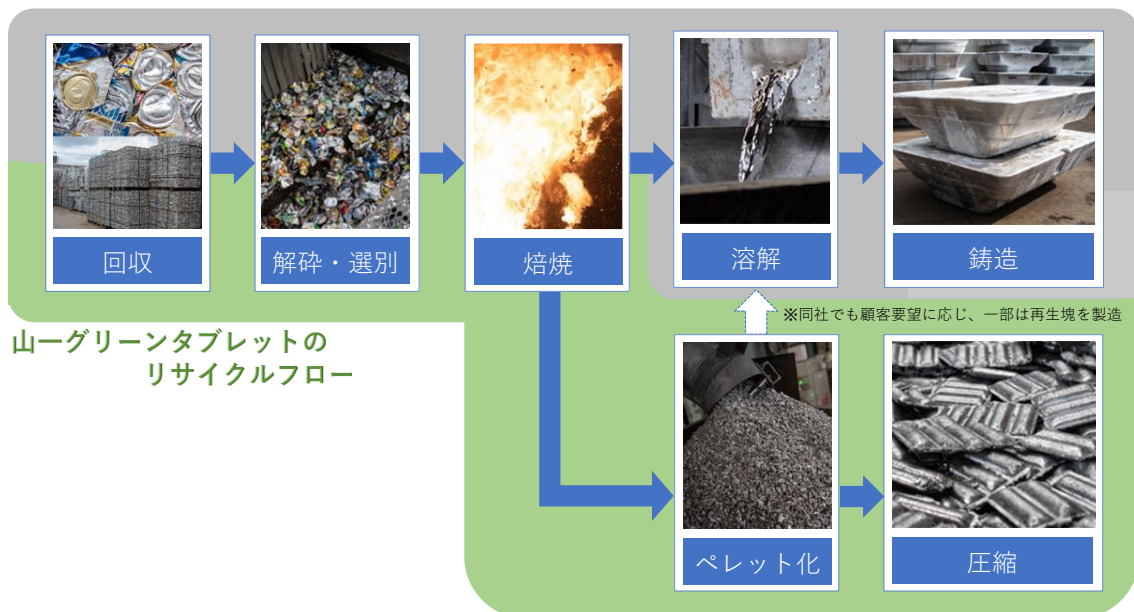 回収
解砕・選別
焙焼
溶解
鋳造
※同社でも顧客要望に応じ、一部は再生塊を製造
山一グリーンタブレットの
リサイクルフロー
ペレット化
圧縮